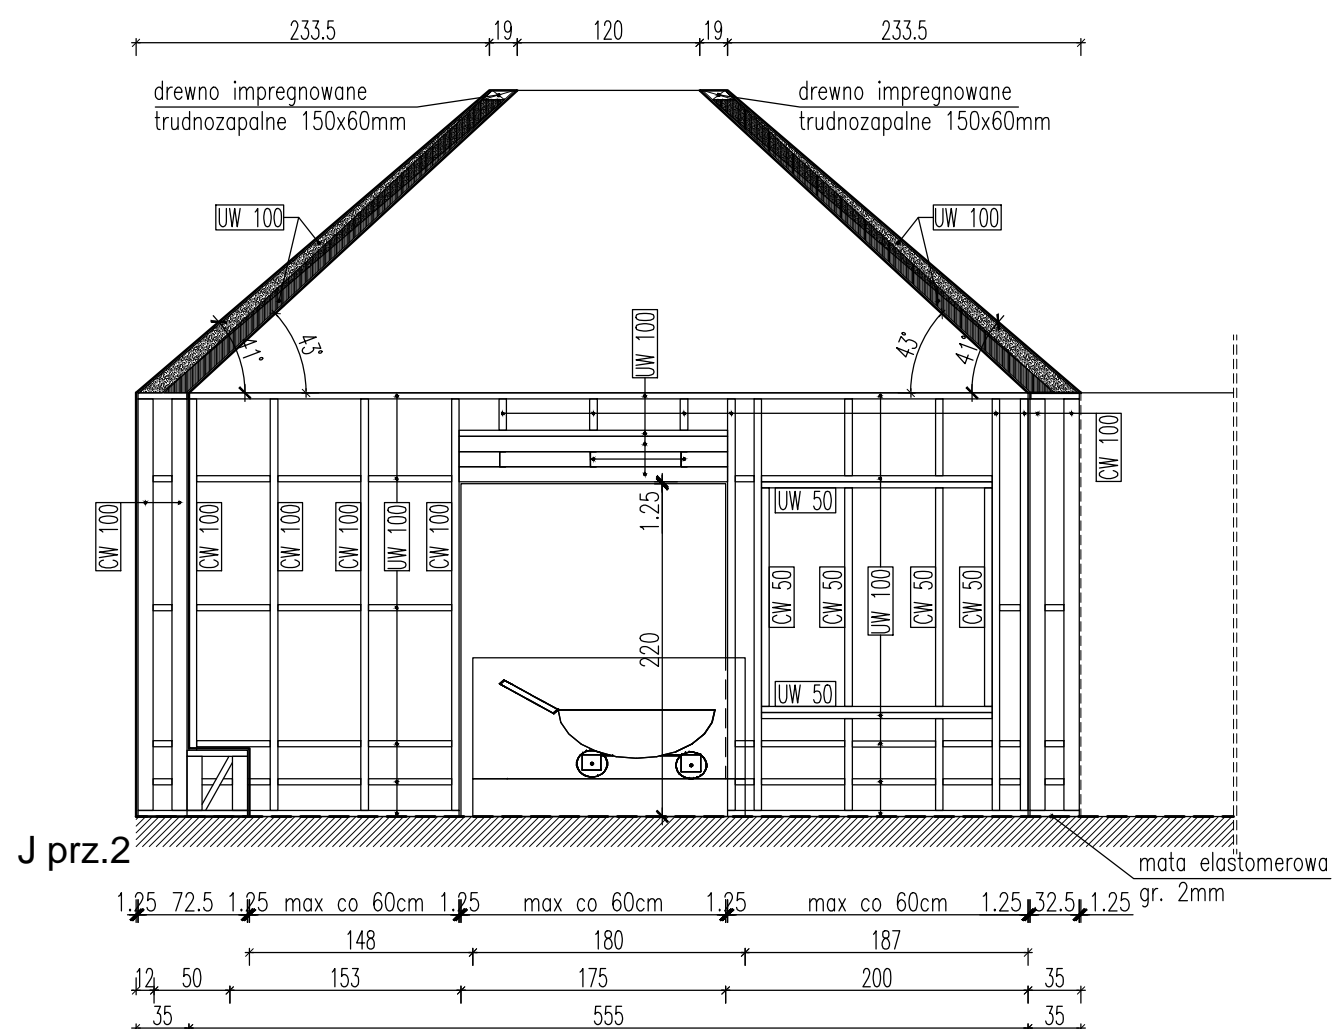 233.5 19 120 19 233.5
drewno impregnowane
trudnozapalne 150x60mm
drewno impregnowane
trudnozapalne 150x60mm
UW 100
UW 100
UW 100
41°
43°
43°
41°
CW 100
1.25
UW 50
CW 100
CW 100
CW 100
CW 100
UW 100
CW 100
CW 50
CW 50
UW 100
CW 50
CW 50
220
UW 50
J prz.2
mata elastomerowa
gr. 2mm
1.25 72.5 1.25 max co 60cm 1.25 max co 60cm 1.25 max co 60cm 1.25 32.5 1.25
148 180 187
12 50 153 175 200 35
35 555 35